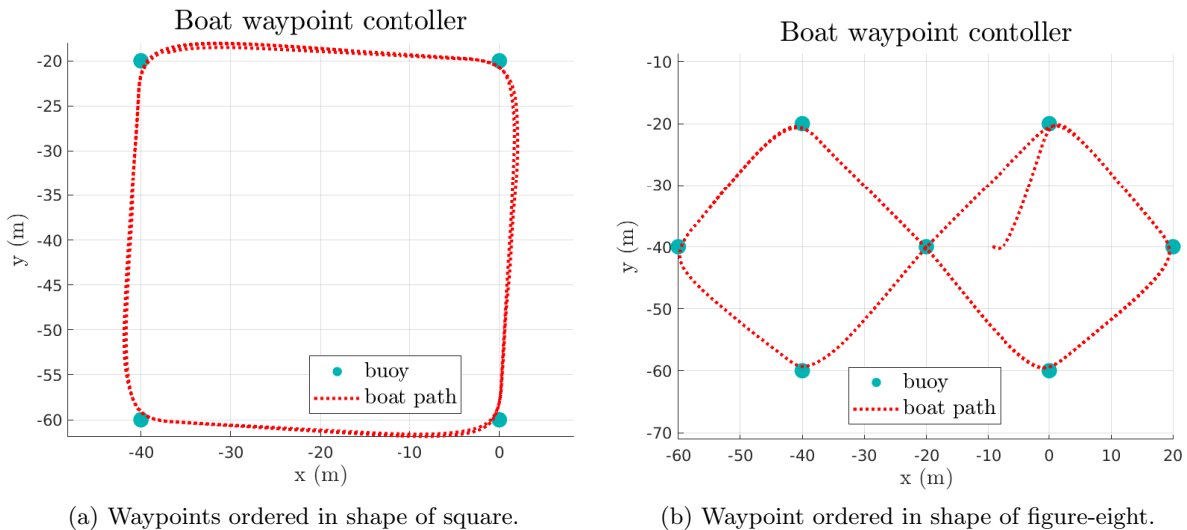 Boat waypoint contoller
-20
-25
-30
-35
-40
-45
-50
-55
-60
y (m)
-40
-30
-20
-10
0
x (m)
buoy
boat path
(a) Waypoints ordered in shape of square.
Boat waypoint contoller
-10
-20
-30
-40
-50
-60
-70
y (m)
-60
-50
-40
-30
-20
-10
0
10
20
x (m)
buoy
boat path
(b) Waypoint ordered in shape of figure-eight.